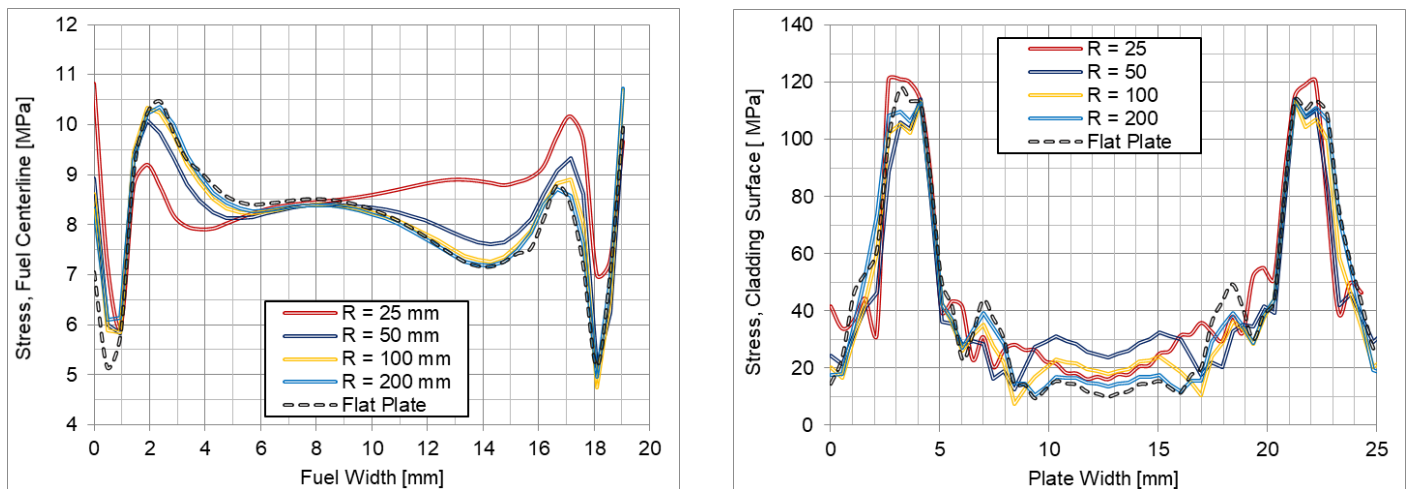 Stress, Fuel Centerline [MPa]
12
11
10
9
8
7
6
5
4
R = 25 mm
R = 50 mm
R = 100 mm
R = 200 mm
Flat Plate
0 2 4 6 8 10 12 14 16 18 20
Fuel Width [mm]
Stress, Cladding Surface [ MPa]
140
120
100
80
60
40
20
0
R = 25
R = 50
R = 100
R = 200
Flat Plate
0 5 10 15 20 25
Plate Width [mm]